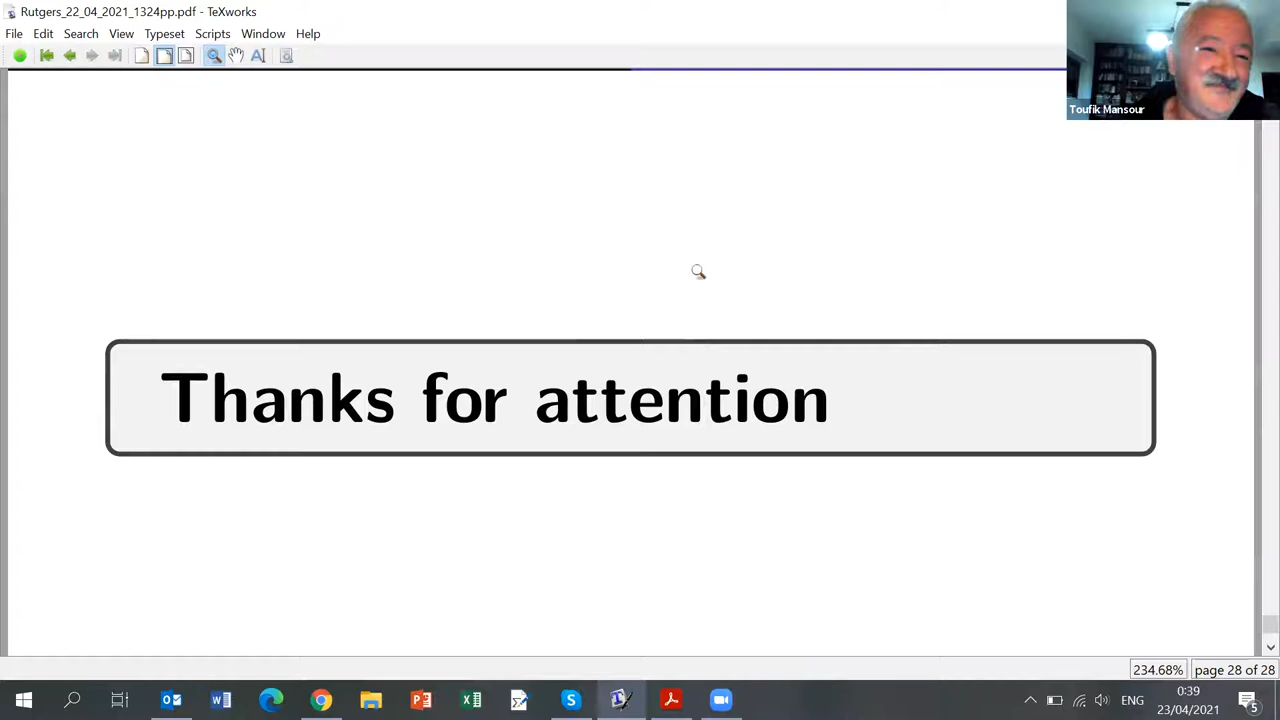 Rutgers_22_04_2021_1324pp.pdf - TeXworks
File Edit Search View Typeset Scripts Window Help
Toufik Mansour
Thanks for attention
234.68% page 28 of 28
ENG
0:39
23/04/2021
5